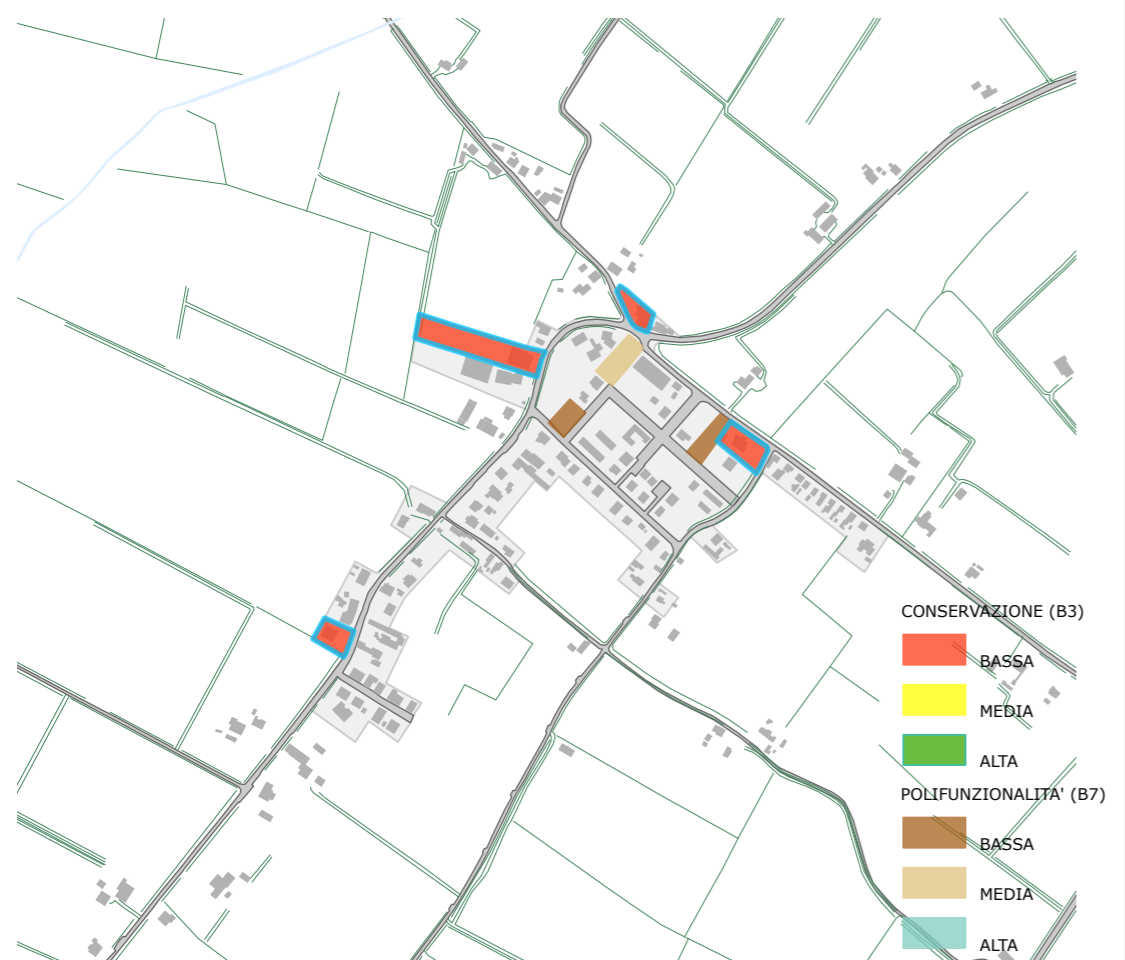 CONSERVAZIONE (B3)
BASSA
MEDIA
ALTA
POLIFUNZIONALITA' (B7)
BASSA
MEDIA
ALTA